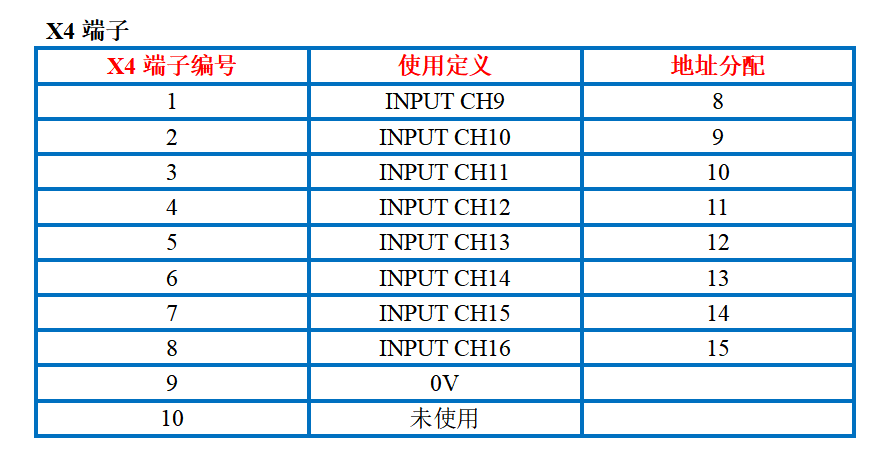 X4 端子
X4 端子编号 使用定义 地址分配
1 INPUT CH9 8
2 INPUT CH10 9
3 INPUT CH11 10
4 INPUT CH12 11
5 INPUT CH13 12
6 INPUT CH14 13
7 INPUT CH15 14
8 INPUT CH16 15
9 0V
10 未使用